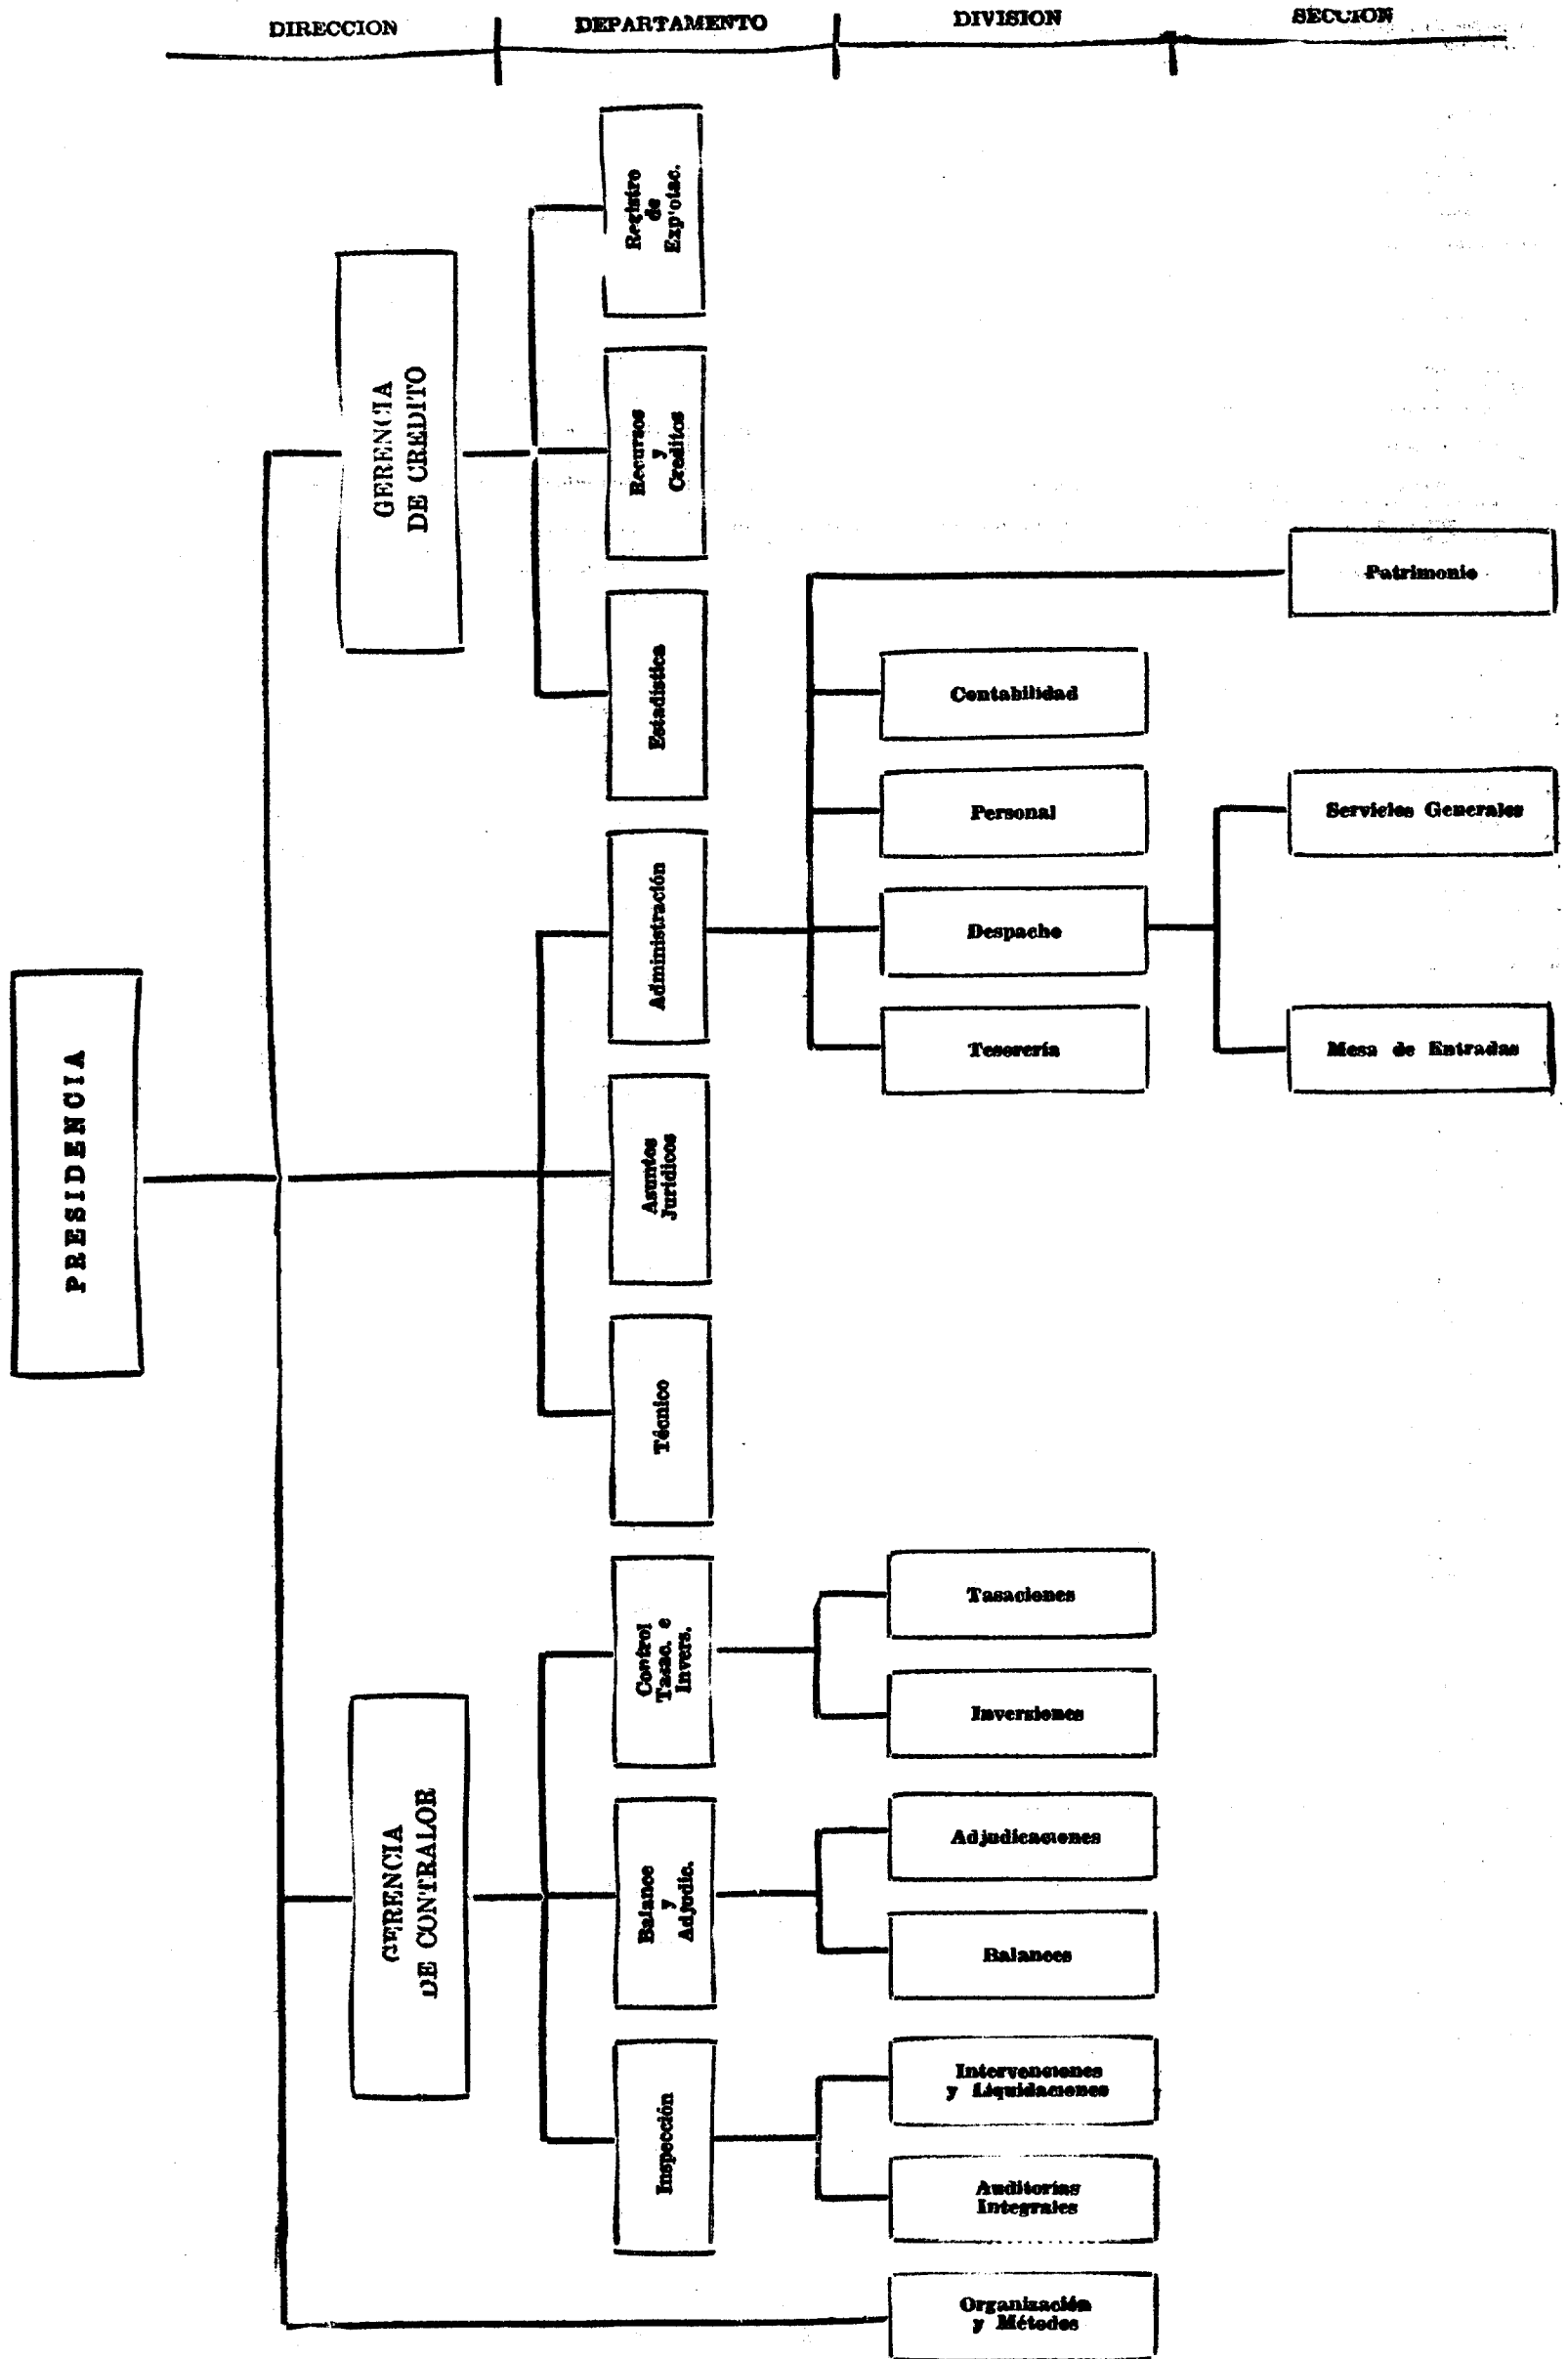 DIRECCION
DEPARTAMENTO
DIVISION
SECCION
PRESIDENCIA
GERENCIA
DE CREDITO
Registro
de
Exp'otac.
Recursos
y
Creditos
Estadística
Administración
Patrimonio
Contabilidad
Personal
Despacho
Tesorería
Servicios Generales
Mesa de Entradas
Asuntos
Jurídicos
Técnico
GERENCIA
DE CONTRALOR
Control
Tasac. e
Invers.
Tasaciones
Inversiones
Balance
y
Adjudic.
Adjudicaciones
Balances
Inspección
Intervenciones
y Liquidaciones
Auditorías
Integrales
Organización
y Métodos